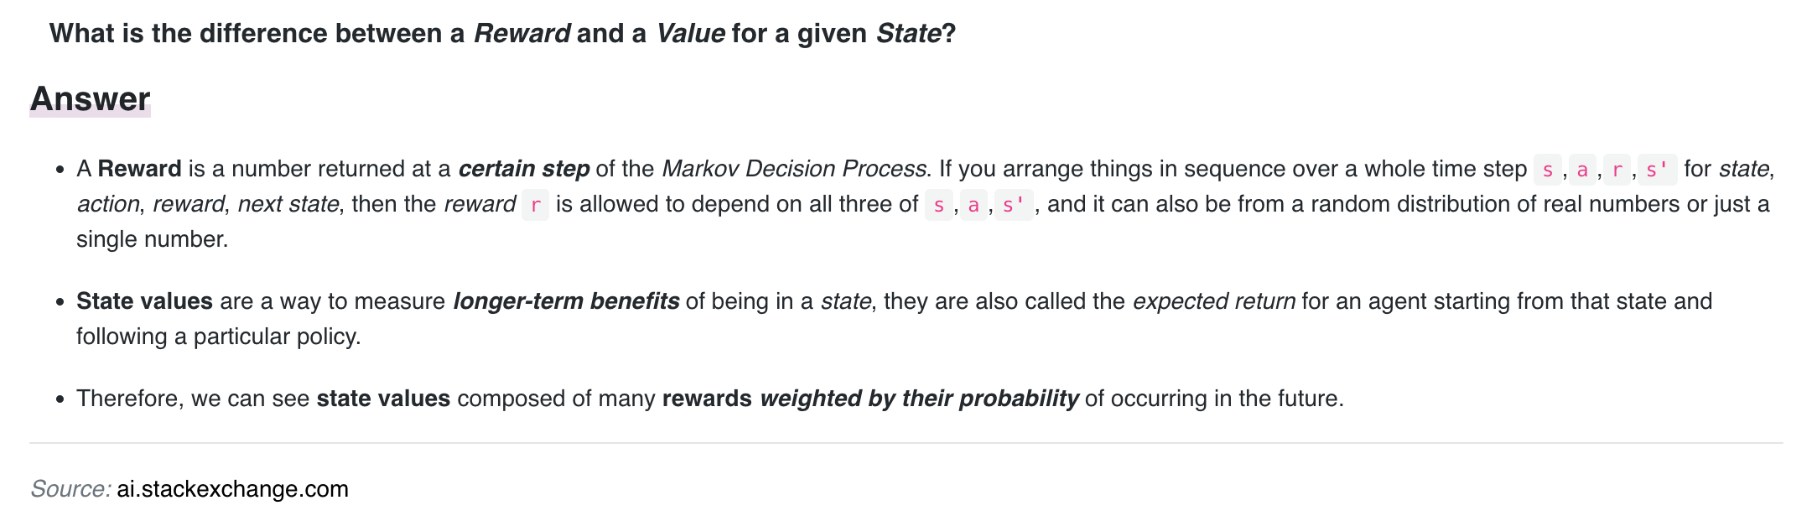 What is the difference between a Reward and a Value for a given State?
Answer
• A Reward is a number returned at a certain step of the Markov Decision Process. If you arrange things in sequence over a whole time step s , a , r , s' for state,
action, reward, next state, then the reward r is allowed to depend on all three of s , a , s' , and it can also be from a random distribution of real numbers or just a
single number.
• State values are a way to measure longer-term benefits of being in a state, they are also called the expected return for an agent starting from that state and
following a particular policy.
• Therefore, we can see state values composed of many rewards weighted by their probability of occurring in the future.
Source: ai.stackexchange.com